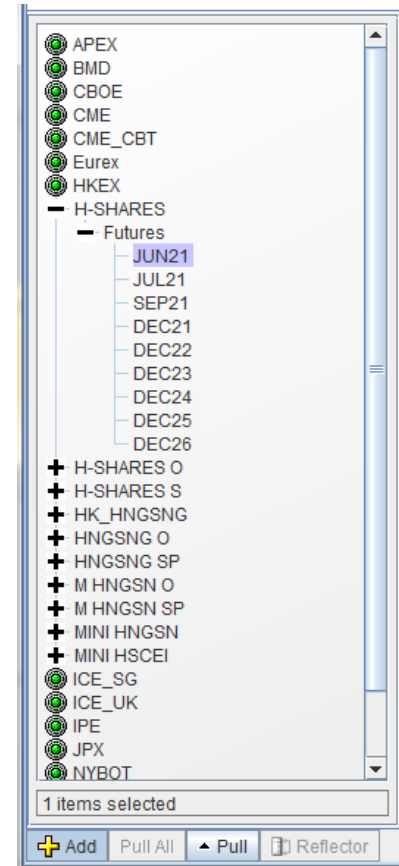 APEX
BMD
CBOE
CME
CME_CBT
Eurex
HKEX
H-SHARES
Futures
JUN21
JUL21
SEP21
DEC21
DEC22
DEC23
DEC24
DEC25
DEC26
H-SHARES O
H-SHARES S
HK_HNGSNG
HNGSNG O
HNGSNG SP
M HNGSN O
M HNGSN SP
MINI HNGSN
MINI HSCEI
ICE_SG
ICE_UK
IPE
JPX
NYBOT
1 items selected
Add Pull All Pull Reflector